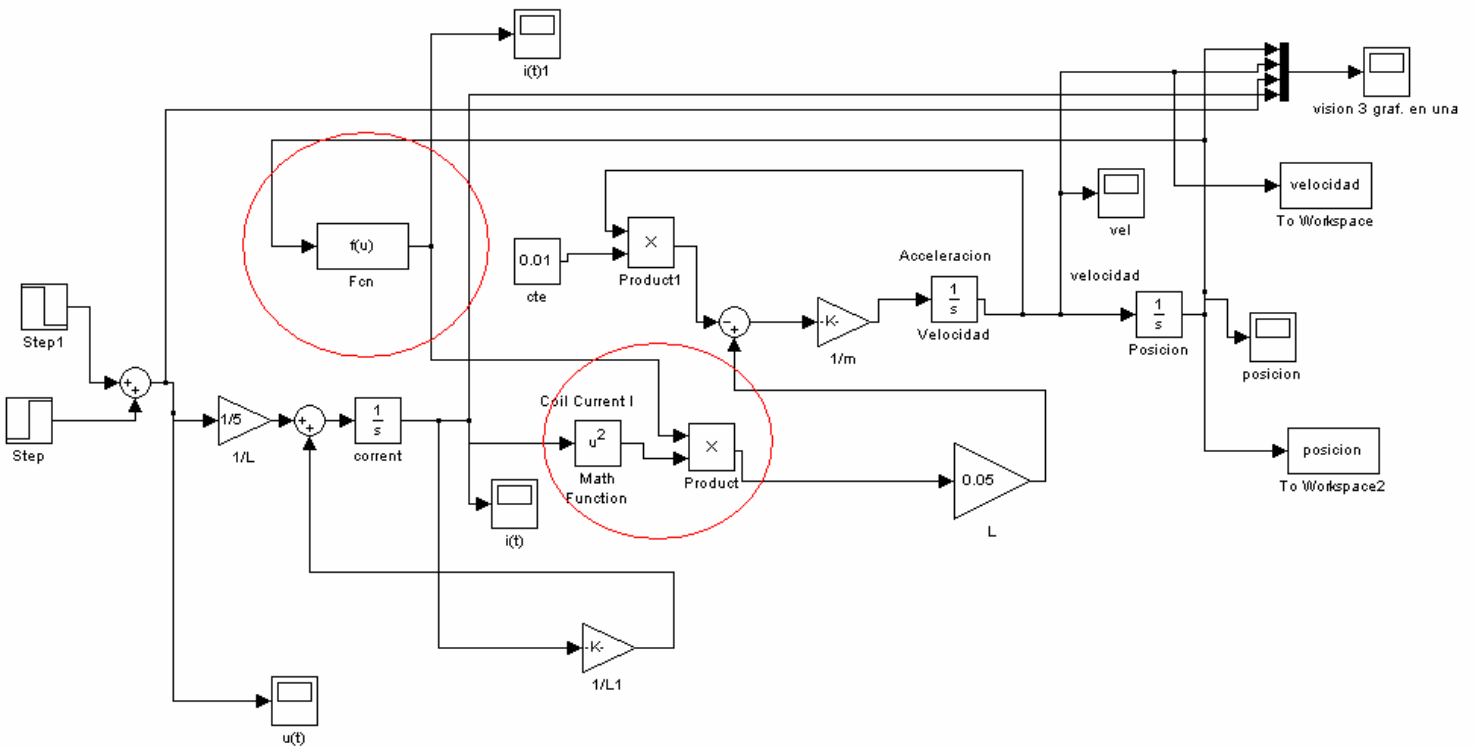 i(t)1
vision 3 graf. en una
velocidad
To Workspace
vel
f(u)
Fcn
0.01
cte
×
Product1
Acceleracion
1
s
Velocidad
velocidad
1
s
Posicion
posicion
-K-
1/m
Step1
Step
1/5
1/L
1
s
corrent
Coil Current I
u²
Math
Function
×
Product
0.05
L
posicion
To Workspace2
i(t)
-K-
1/L1
u(t)